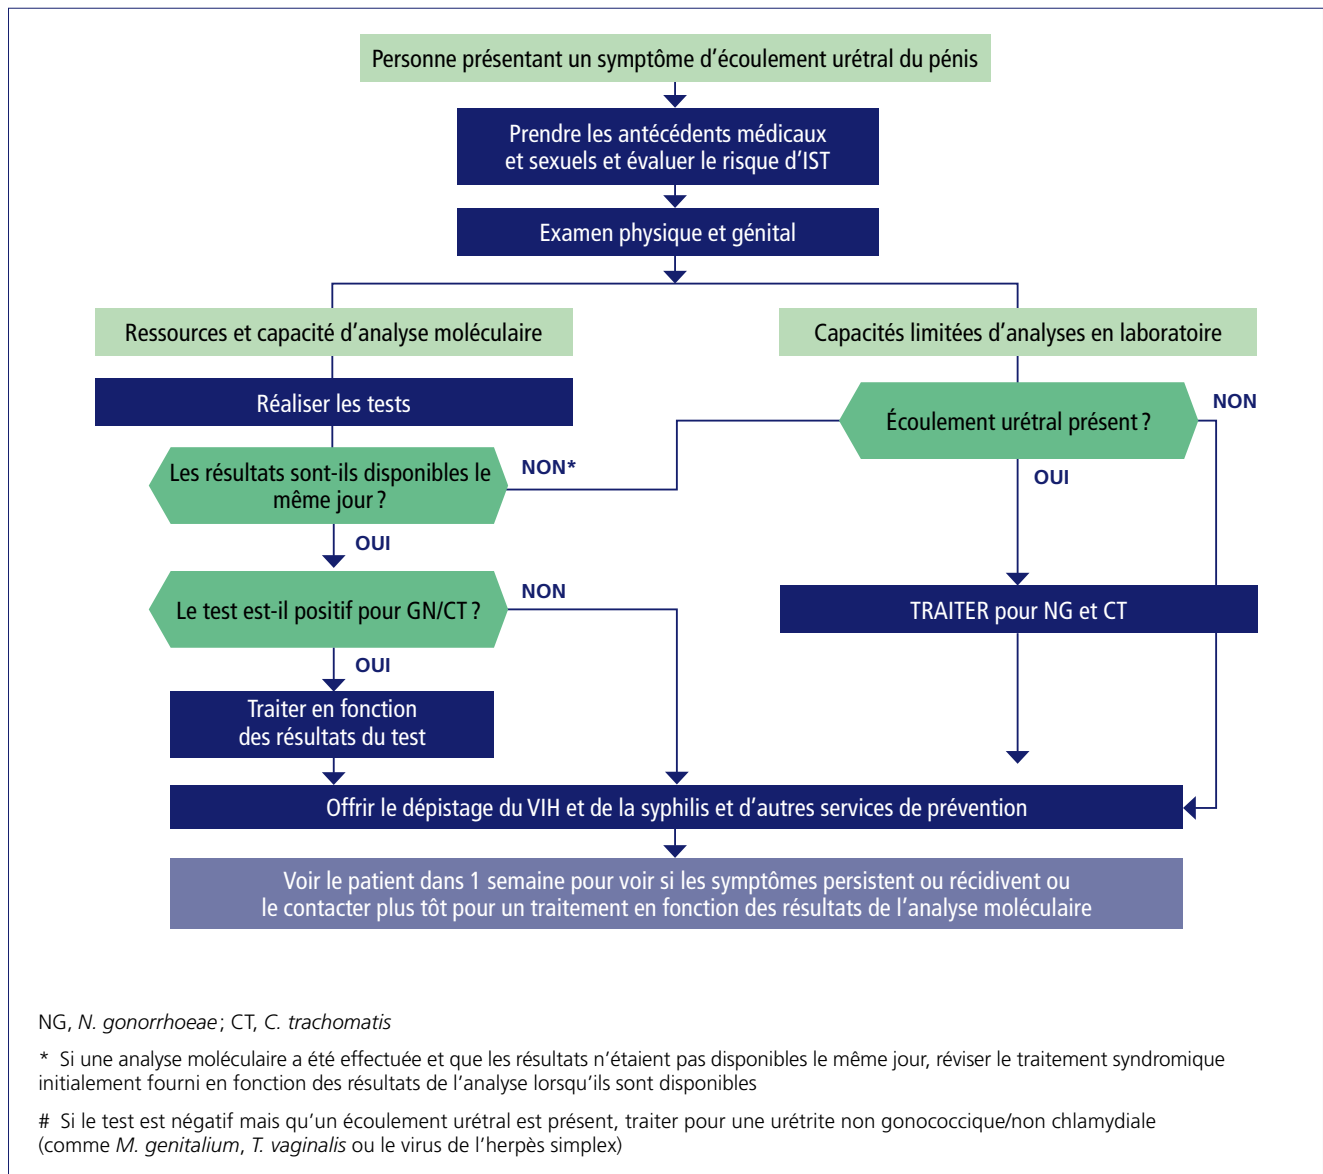 Personne présentant un symptôme d'écoulement urétral du pénis
Prendre les antécédents médicaux
et sexuels et évaluer le risque d'IST
Examen physique et génital
Ressources et capacité d'analyse moléculaire
Capacités limitées d'analyses en laboratoire
Réaliser les tests
Écoulement urétral présent ?
NON
Les résultats sont-ils disponibles le
même jour ?
NON*
OUI
OUI
Le test est-il positif pour GN/CT ?
NON
TRAITER pour NG et CT
OUI
Traiter en fonction
des résultats du test
Offrir le dépistage du VIH et de la syphilis et d'autres services de prévention
Voir le patient dans 1 semaine pour voir si les symptômes persistent ou récidivent ou
le contacter plus tôt pour un traitement en fonction des résultats de l'analyse moléculaire
NG, N. gonorrhoeae ; CT, C. trachomatis
* Si une analyse moléculaire a été effectuée et que les résultats n'étaient pas disponibles le même jour, réviser le traitement syndromique
initialement fourni en fonction des résultats de l'analyse lorsqu'ils sont disponibles
# Si le test est négatif mais qu'un écoulement urétral est présent, traiter pour une urétrite non gonococcique/non chlamydiale
(comme M. genitalium, T. vaginalis ou le virus de l'herpès simplex)